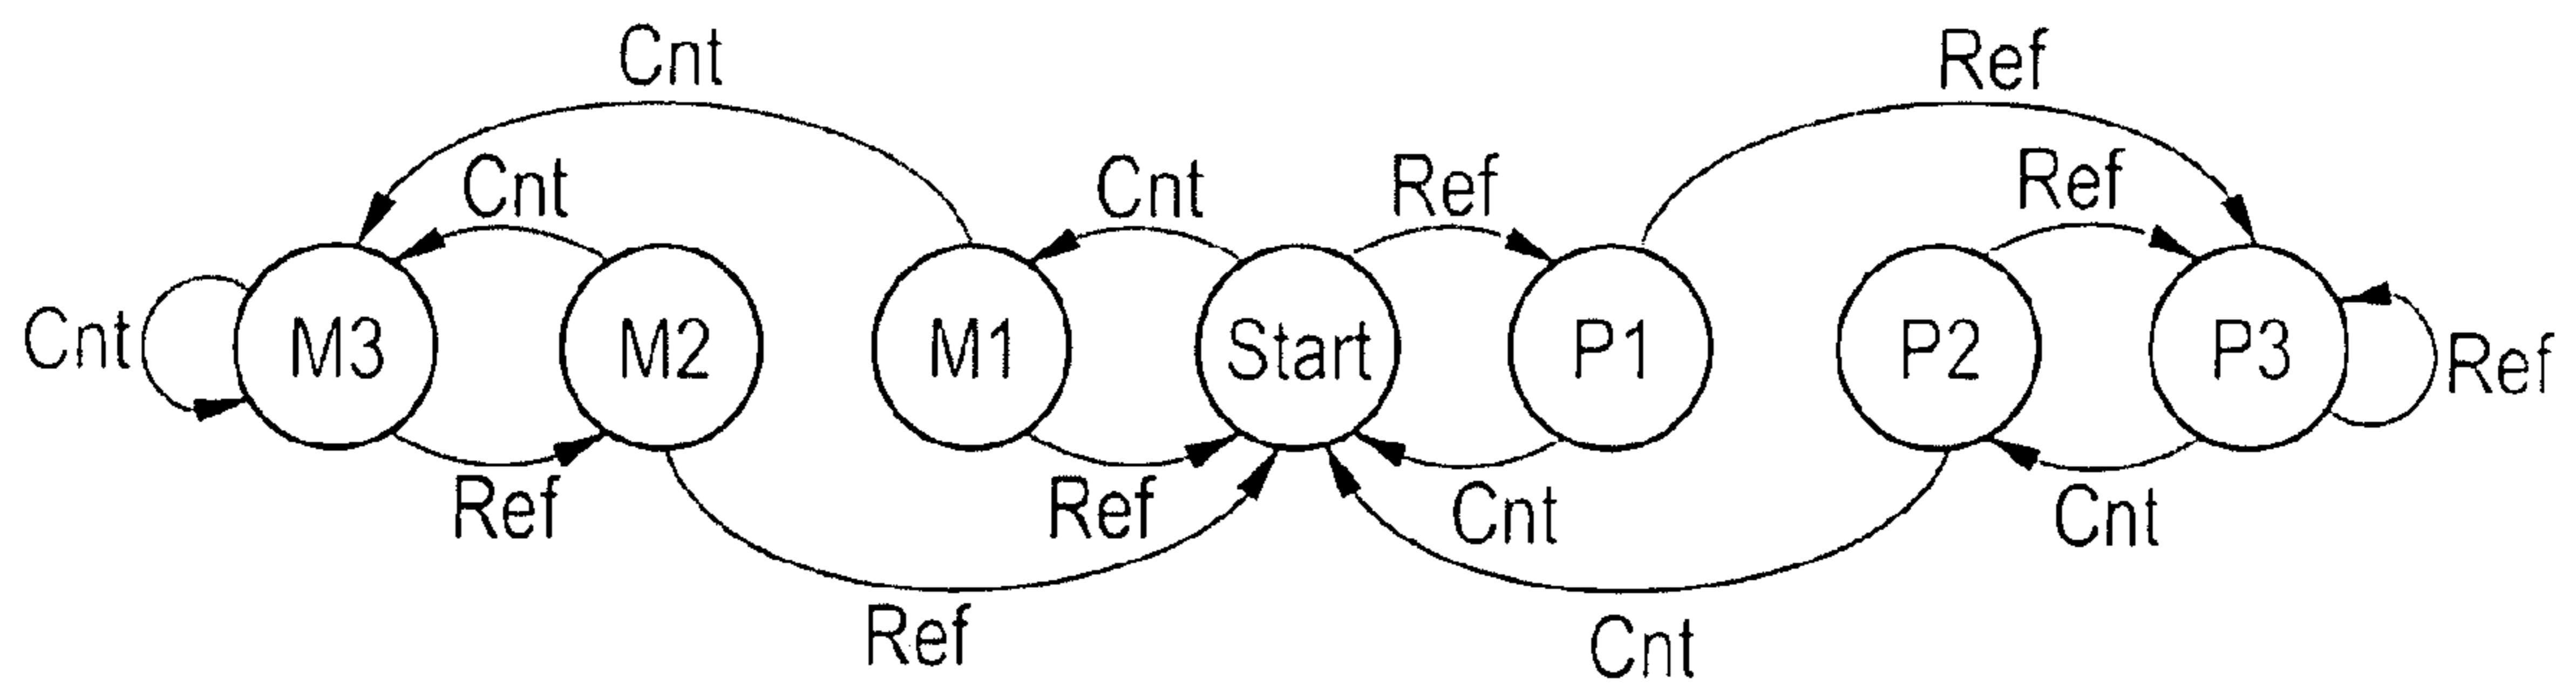 Cnt Ref
Cnt Cnt Ref Ref
Cnt M3 M2 M1 Start P1 P2 P3 Ref
Ref Ref Cnt Cnt
Ref Cnt